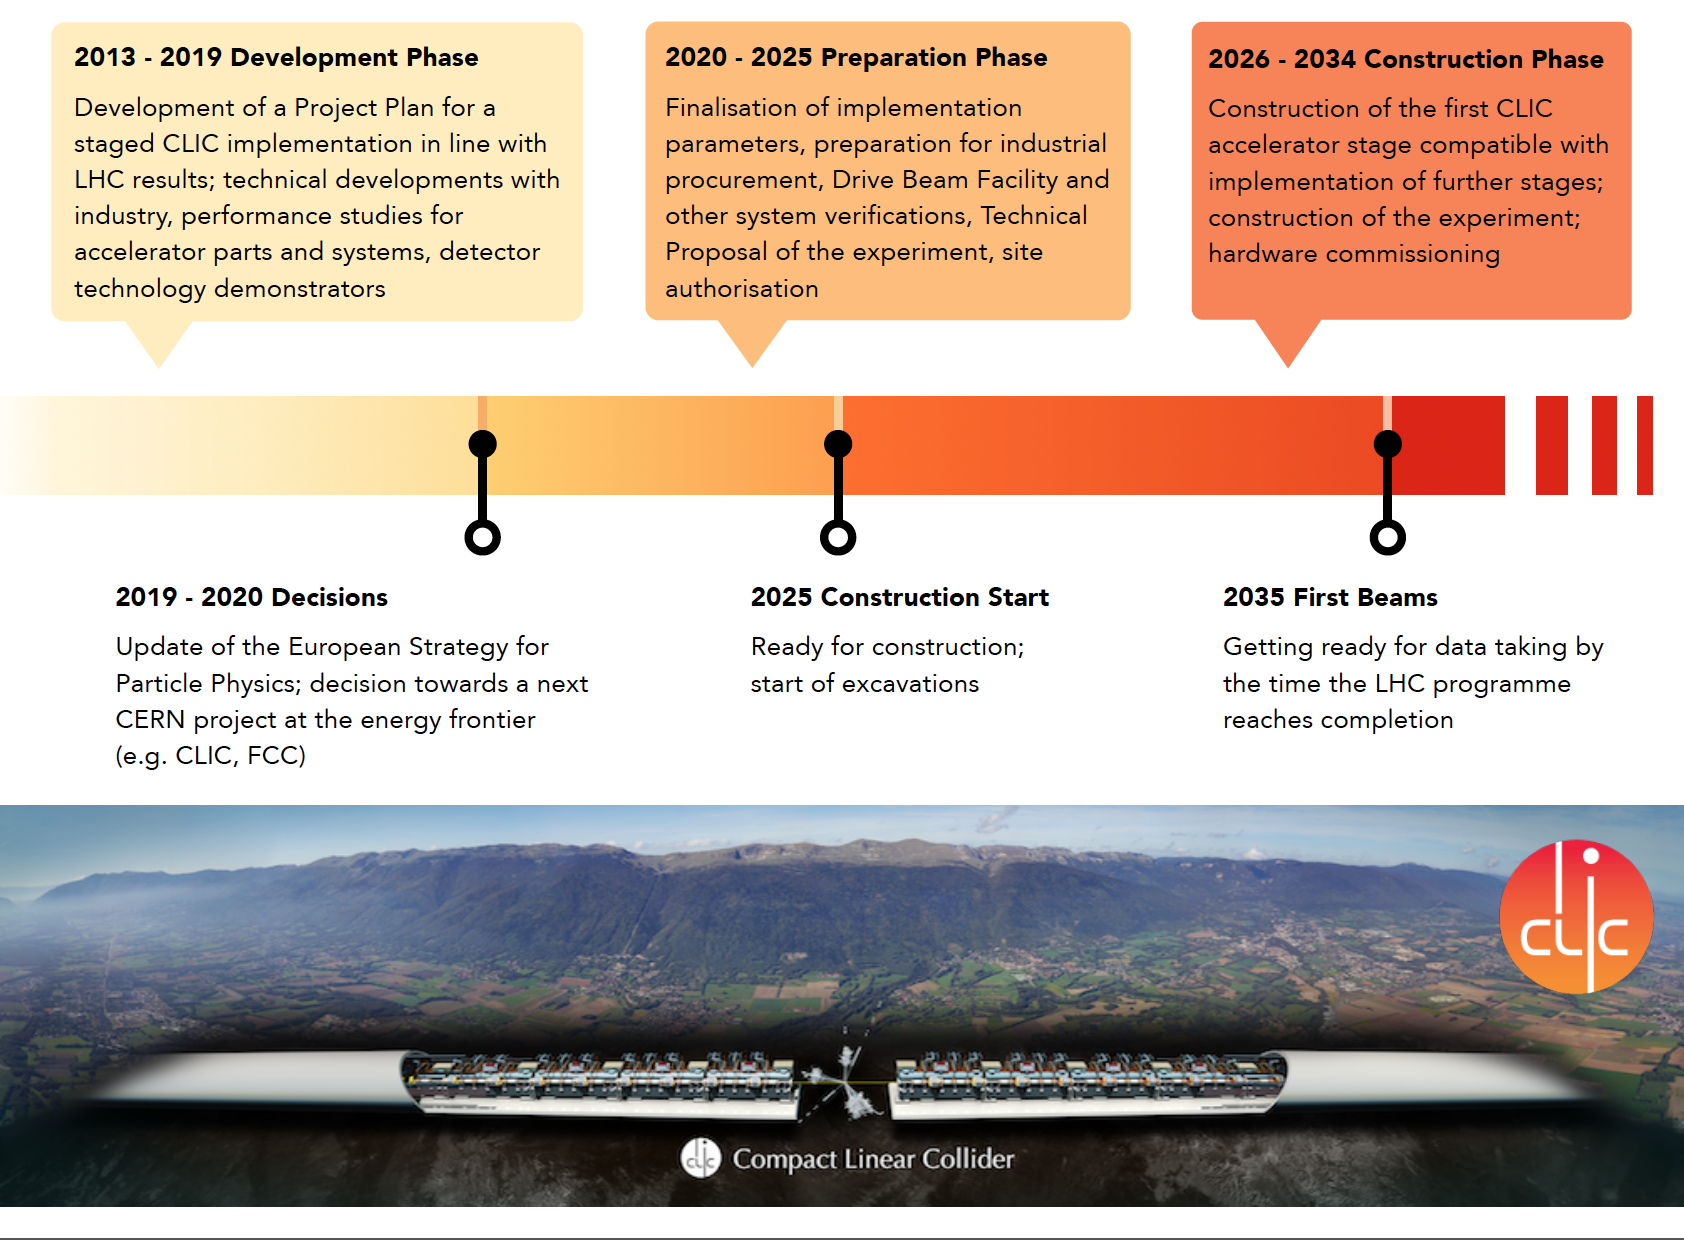 2013 - 2019 Development Phase
Development of a Project Plan for a
staged CLIC implementation in line with
LHC results; technical developments with
industry, performance studies for
accelerator parts and systems, detector
technology demonstrators
2020 - 2025 Preparation Phase
Finalisation of implementation
parameters, preparation for industrial
procurement, Drive Beam Facility and
other system verifications, Technical
Proposal of the experiment, site
authorisation
2026 - 2034 Construction Phase
Construction of the first CLIC
accelerator stage compatible with
implementation of further stages;
construction of the experiment;
hardware commissioning
2019 - 2020 Decisions
Update of the European Strategy for
Particle Physics; decision towards a next
CERN project at the energy frontier
(e.g. CLIC, FCC)
2025 Construction Start
Ready for construction;
start of excavations
2035 First Beams
Getting ready for data taking by
the time the LHC programme
reaches completion
clic
clic Compact Linear Collider